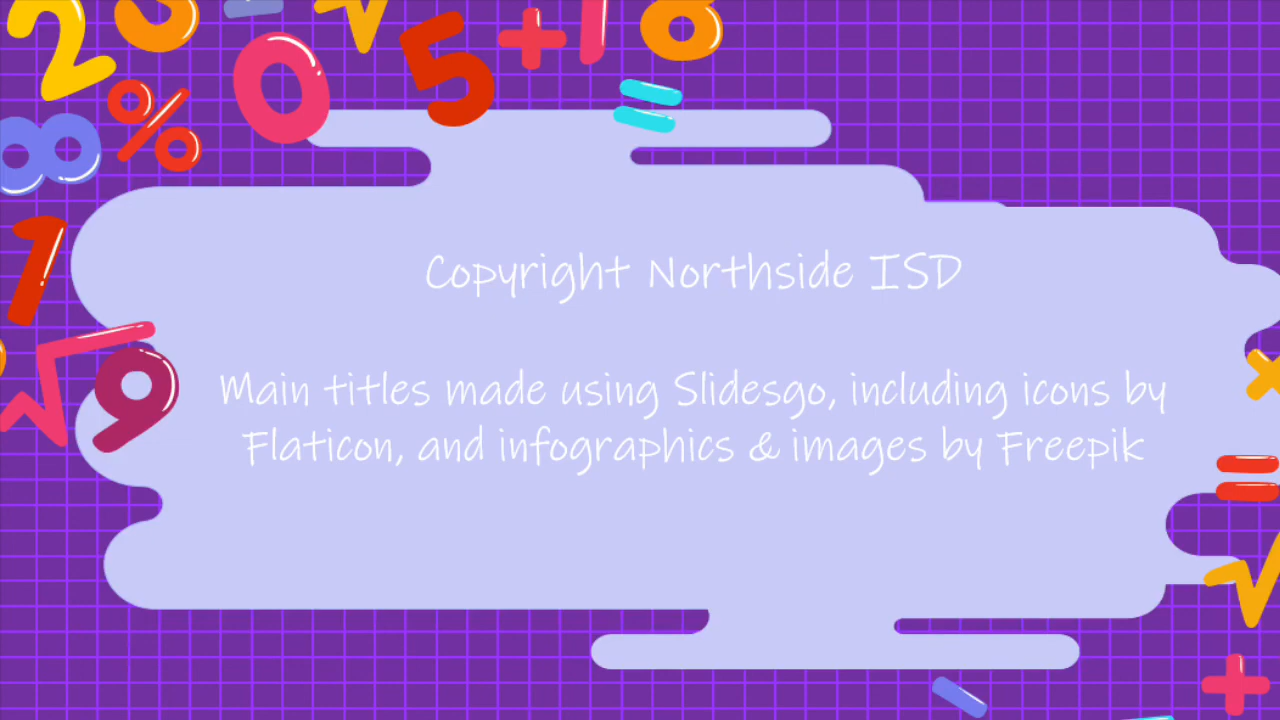 Copyright Northside ISD
Main titles made using Slidesgo, including icons by
Flaticon, and infographics & images by Freepik